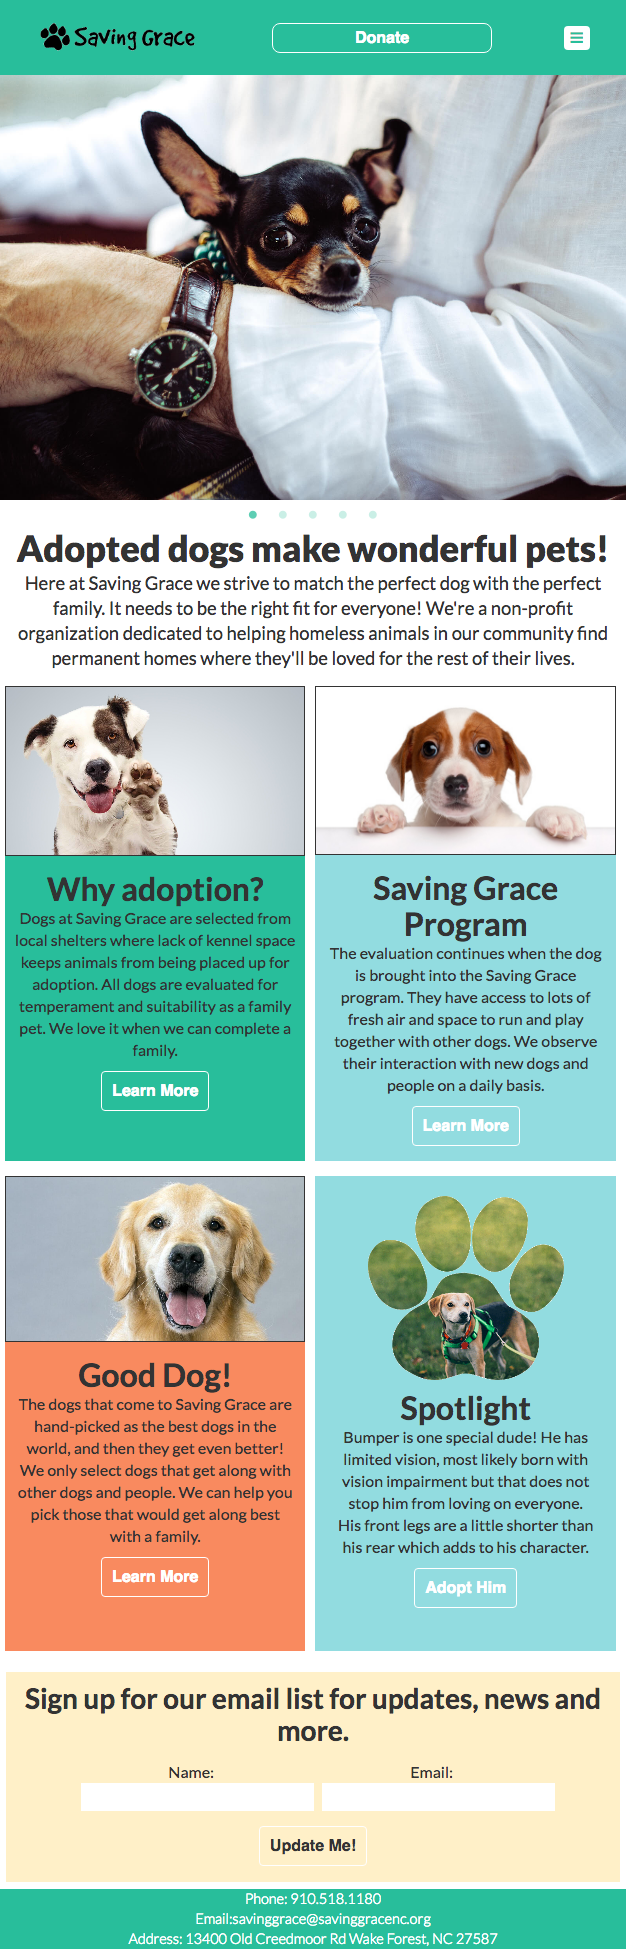 Saving Grace
Donate
Adopted dogs make wonderful pets!
Here at Saving Grace we strive to match the perfect dog with the perfect
family. It needs to be the right fit for everyone! We're a non-profit
organization dedicated to helping homeless animals in our community find
permanent homes where they'll be loved for the rest of their lives.
Why adoption?
Dogs at Saving Grace are selected from
local shelters where lack of kennel space
keeps animals from being placed up for
adoption. All dogs are evaluated for
temperament and suitability as a family
pet. We love it when we can complete a
family.
Learn More
Saving Grace
Program
The evaluation continues when the dog
is brought into the Saving Grace
program. They have access to lots of
fresh air and space to run and play
together with other dogs. We observe
their interaction with new dogs and
people on a daily basis.
Learn More
Good Dog!
The dogs that come to Saving Grace are
hand-picked as the best dogs in the
world, and then they get even better!
We only select dogs that get along with
other dogs and people. We can help you
pick those that would get along best
with a family.
Learn More
Spotlight
Bumper is one special dude! He has
limited vision, most likely born with
vision impairment but that does not
stop him from loving on everyone.
His front legs are a little shorter than
his rear which adds to his character.
Adopt Him
Sign up for our email list for updates, news and
more.
Name:
Email:
Update Me!
Phone: 910.518.1180
Email:savinggrace@savinggracenc.org
Address: 13400 Old Creedmoor Rd Wake Forest, NC 27587